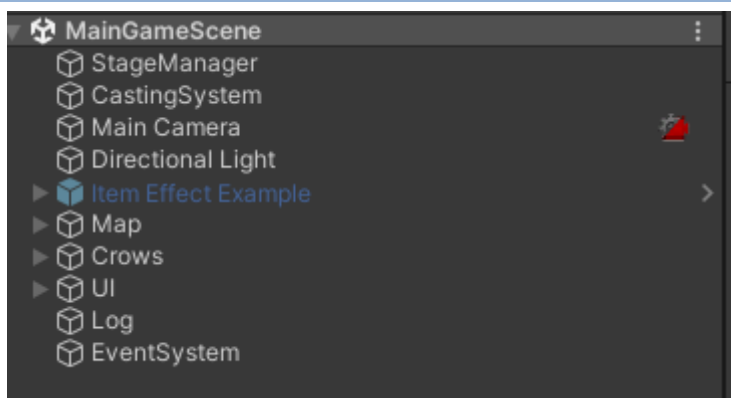 MainGameScene
StageManager
CastingSystem
Main Camera
Directional Light
Item Effect Example
Map
Crows
UI
Log
EventSystem